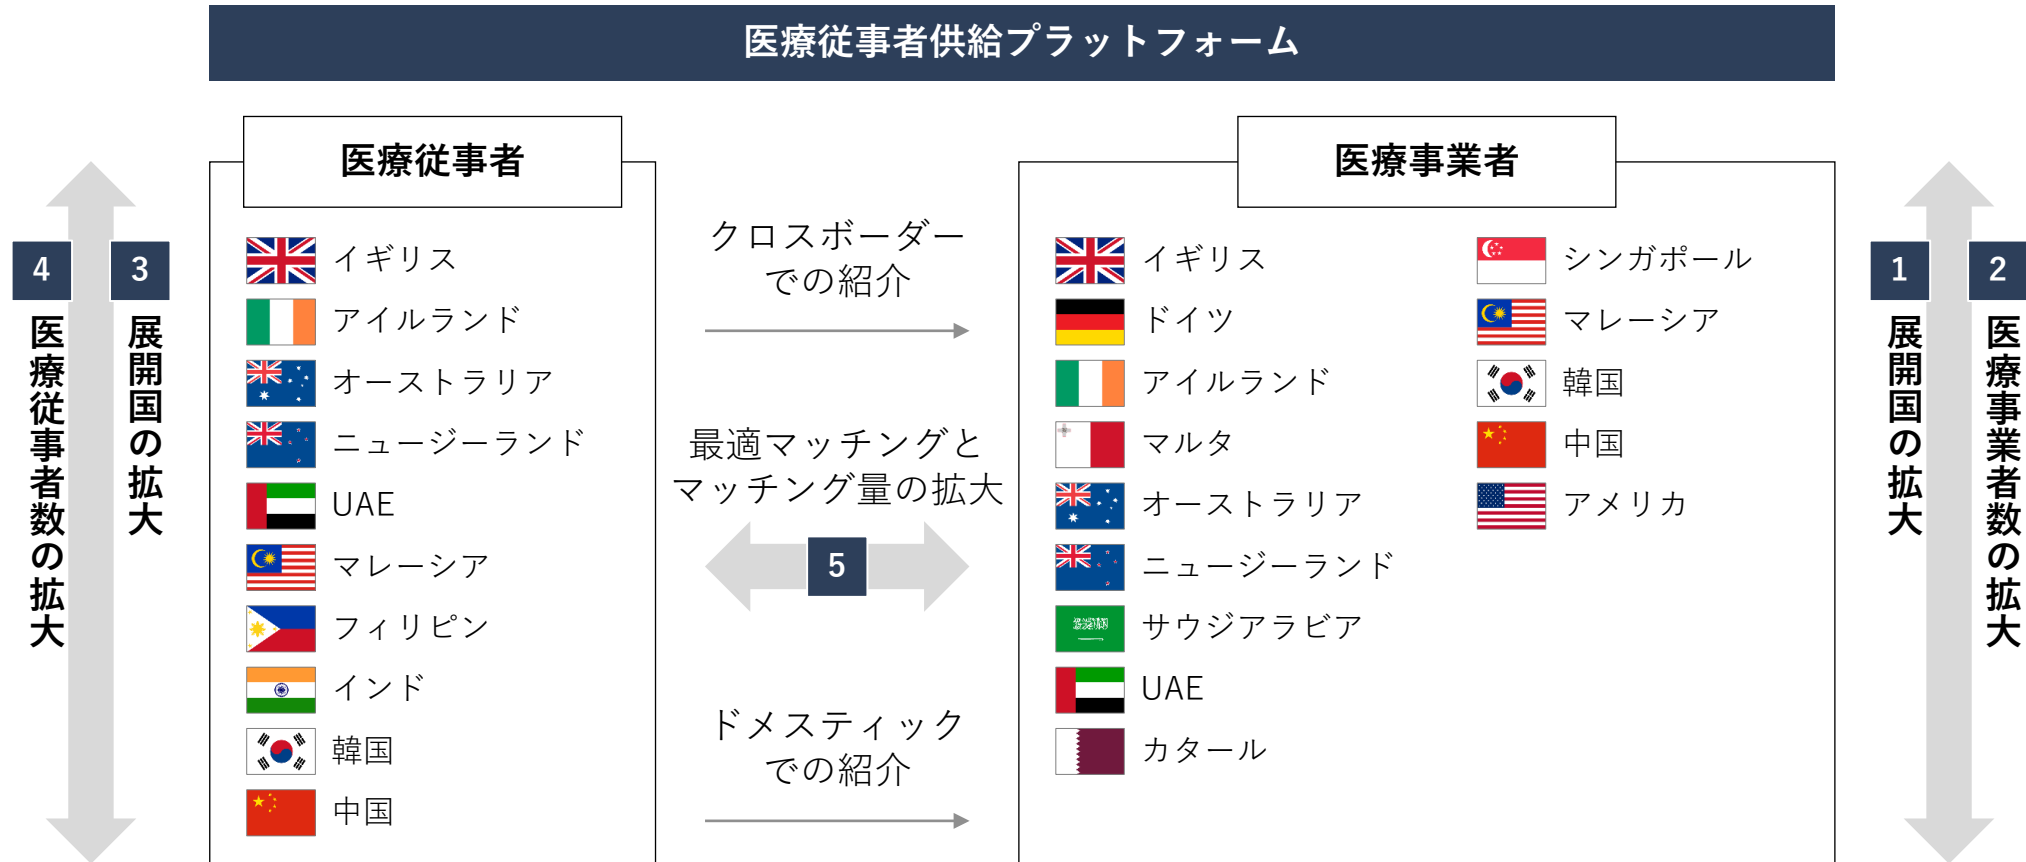 医療従事者供給プラットフォーム
4
医療従事者数の拡大
3
展開国の拡大
医療従事者
イギリス
アイルランド
オーストラリア
ニュージーランド
UAE
マレーシア
フィリピン
インド
韓国
中国
クロスボーダー
での紹介
最適マッチングと
マッチング量の拡大
5
ドメスティック
での紹介
医療事業者
イギリス
ドイツ
アイルランド
マルタ
オーストラリア
ニュージーランド
サウジアラビア
UAE
カタール
シンガポール
マレーシア
韓国
中国
アメリカ
1
展開国の拡大
2
医療事業者数の拡大